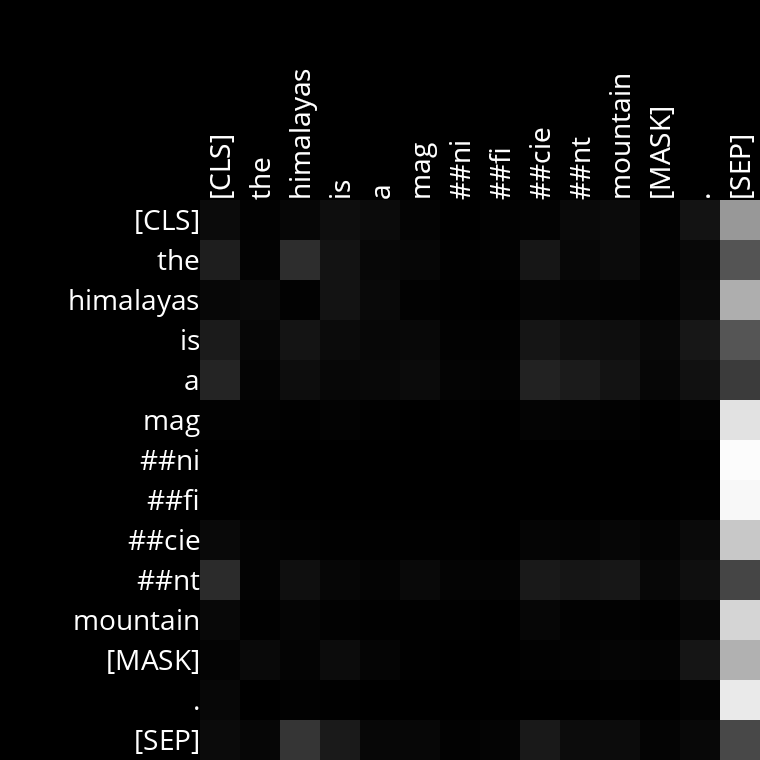 [CLS] the himalayas is a mag ##ni ##fi ##cie ##nt mountain [MASK] . [SEP]
[CLS]
the
himalayas
is
a
mag
##ni
##fi
##cie
##nt
mountain
[MASK]
.
[SEP]